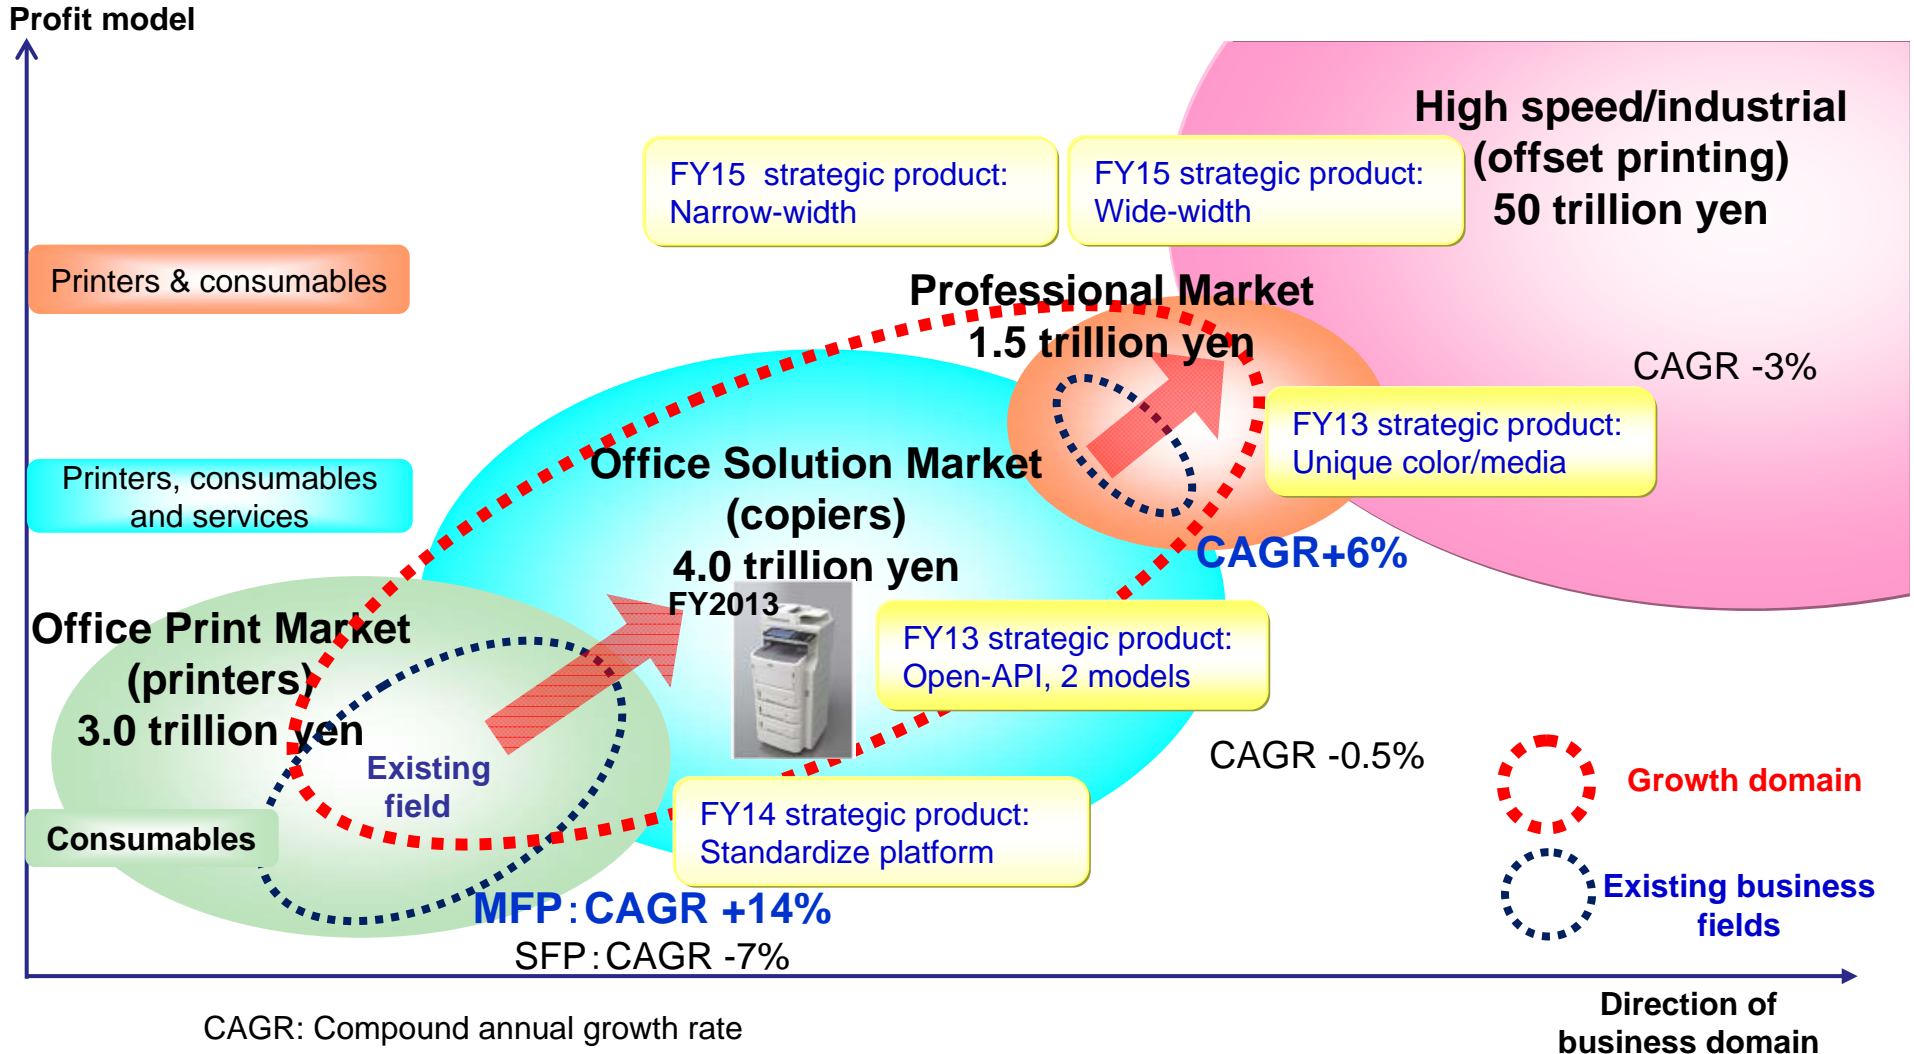 Profit model
High speed/industrial
(offset printing)
50 trillion yen
FY15  strategic product:
Narrow-width
FY15 strategic product:
Wide-width
Printers & consumables
Professional Market
1.5 trillion yen
CAGR -3%
FY13 strategic product:
Unique color/media
Office Solution Market
(copiers)
4.0 trillion yen
Printers, consumables
and services
CAGR+6%
FY2013
Office Print Market
(printers)
3.0 trillion yen
FY13 strategic product:
Open-API, 2 models
Existing
field
CAGR -0.5%
Growth domain
FY14 strategic product:
Standardize platform
Consumables
Existing business
fields
MFP:CAGR +14%
SFP:CAGR -7%
Direction of
business domain
CAGR: Compound annual growth rate